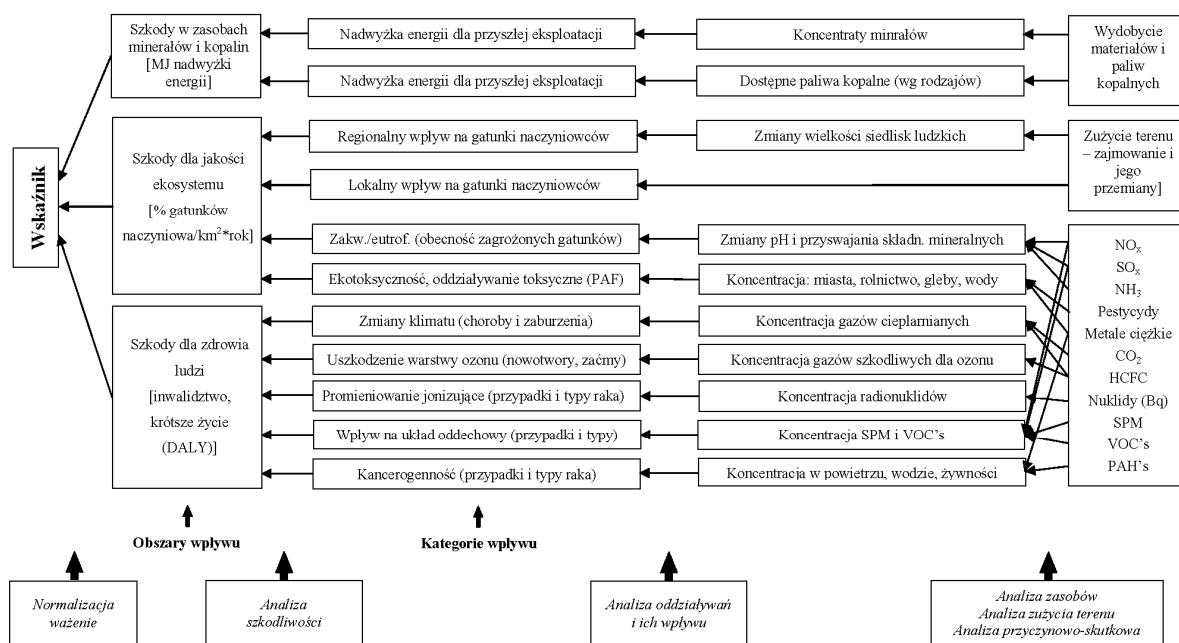 Szkody w zasobach
minerałów i kopalin
[MJ nadwyżki
energii]
Nadwyżka energii dla przyszłej eksploatacji
Koncentraty minrałów
Wydobycie
materiałów i
paliw
kopalnych
Nadwyżka energii dla przyszłej eksploatacji
Dostępne paliwa kopalne (wg rodzajów)
Wskaźnik
Szkody dla jakości
ekosystemu
[% gatunków
naczyniowa/km²*rok]
Regionalny wpływ na gatunki naczyniowców
Zmiany wielkości siedlisk ludzkich
Zużycie terenu
– zajmowanie i
jego
przemiany]
Lokalny wpływ na gatunki naczyniowców
Zakw./eutrof. (obecność zagrożonych gatunków)
Zmiany pH i przyswajania składn. mineralnych
Ekotoksyczność, oddziaływanie toksyczne (PAF)
Koncentracja: miasta, rolnictwo, gleby, wody
NOₓ
SOₓ
NH₃
Pestycydy
Metale ciężkie
CO₂
HCFC
Nuklidy (Bq)
SPM
VOC's
PAH's
Szkody dla zdrowia
ludzi
[inwalidztwo,
krótsze życie
(DALY)]
Zmiany klimatu (choroby i zaburzenia)
Koncentracja gazów cieplarnianych
Uszkodzenie warstwy ozonu (nowotwory, zaćmy)
Koncentracja gazów szkodliwych dla ozonu
Promieniowanie jonizujące (przypadki i typy raka)
Koncentracja radionuklidów
Wpływ na układ oddechowy (przypadki i typy)
Koncentracja SPM i VOC's
Kancerogenność (przypadki i typy raka)
Koncentracja w powietrzu, wodzie, żywności
Obszary wpływu
Kategorie wpływu
Normalizacja
ważenie
Analiza
szkodliwości
Analiza oddziaływań
i ich wpływu
Analiza zasobów
Analiza zużycia terenu
Analiza przyczynowo-skutkowa